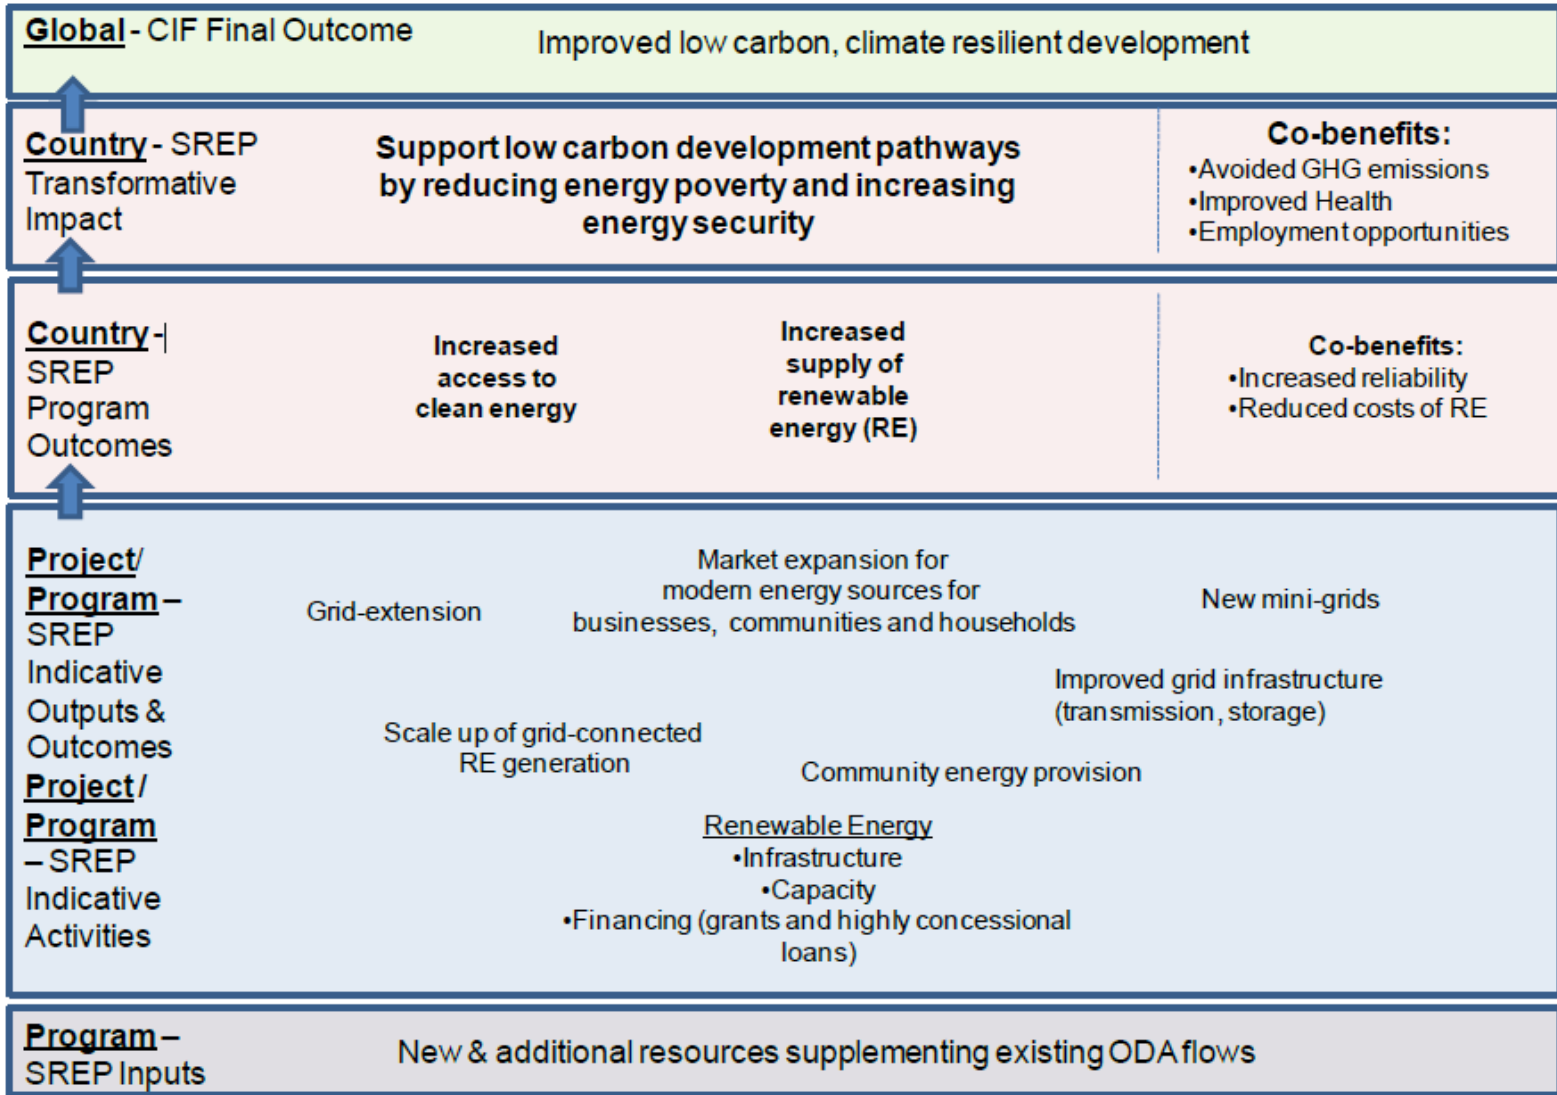 Global - CIF Final Outcome
Improved low carbon, climate resilient development
Country - SREP
Transformative
Impact
Support low carbon development pathways
by reducing energy poverty and increasing
energy security
Co-benefits:
•Avoided GHG emissions
•Improved Health
•Employment opportunities
Country -
SREP
Program
Outcomes
Increased
access to
clean energy
Increased
supply of
renewable
energy (RE)
Co-benefits:
•Increased reliability
•Reduced costs of RE
Project/
Program –
SREP
Indicative
Outputs &
Outcomes
Grid-extension
Market expansion for
modern energy sources for
businesses, communities and households
New mini-grids
Improved grid infrastructure
(transmission, storage)
Scale up of grid-connected
RE generation
Community energy provision
Project /
Program
– SREP
Indicative
Activities
Renewable Energy
•Infrastructure
•Capacity
•Financing (grants and highly concessional
loans)
Program –
SREP Inputs
New & additional resources supplementing existing ODA flows